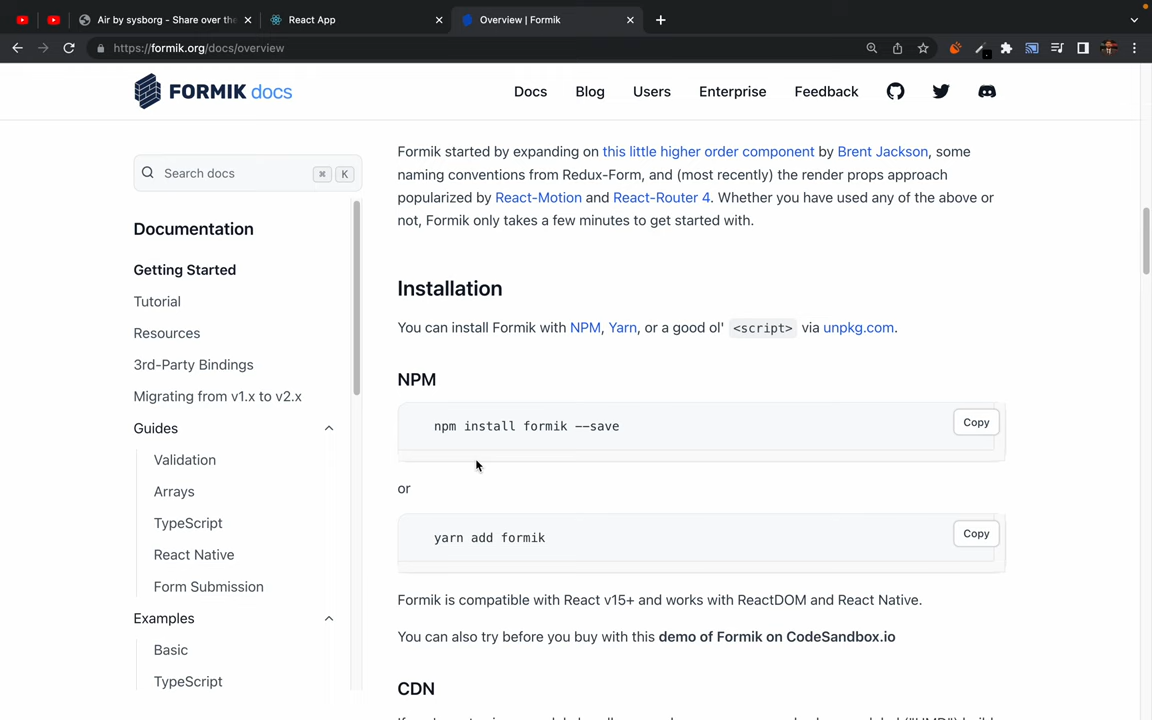 Air by sysborg - Share over the
React App
Overview | Formik
https://formik.org/docs/overview
FORMIK docs
Docs
Blog
Users
Enterprise
Feedback
Search docs
⌘ K
Documentation
Getting Started
Tutorial
Resources
3rd-Party Bindings
Migrating from v1.x to v2.x
Guides
Validation
Arrays
TypeScript
React Native
Form Submission
Examples
Basic
TypeScript
Formik started by expanding on this little higher order component by Brent Jackson, some
naming conventions from Redux-Form, and (most recently) the render props approach
popularized by React-Motion and React-Router 4. Whether you have used any of the above or
not, Formik only takes a few minutes to get started with.
Installation
You can install Formik with NPM, Yarn, or a good ol' <script> via unpkg.com.
NPM
npm install formik --save
Copy
or
yarn add formik
Copy
Formik is compatible with React v15+ and works with ReactDOM and React Native.
You can also try before you buy with this demo of Formik on CodeSandbox.io
CDN